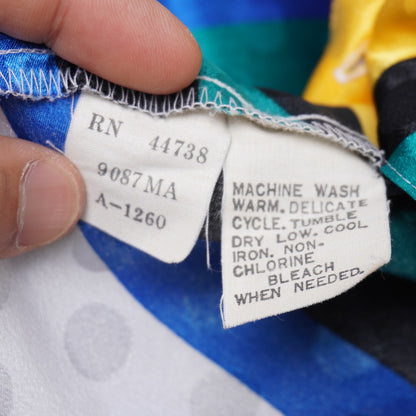 RN 44738
9087MA
A-1260
MACHINE WASH
WARM. DELICATE
CYCLE. TUMBLE
DRY LOW. COOL
IRON. NON-
CHLORINE
BLEACH
WHEN NEEDED.